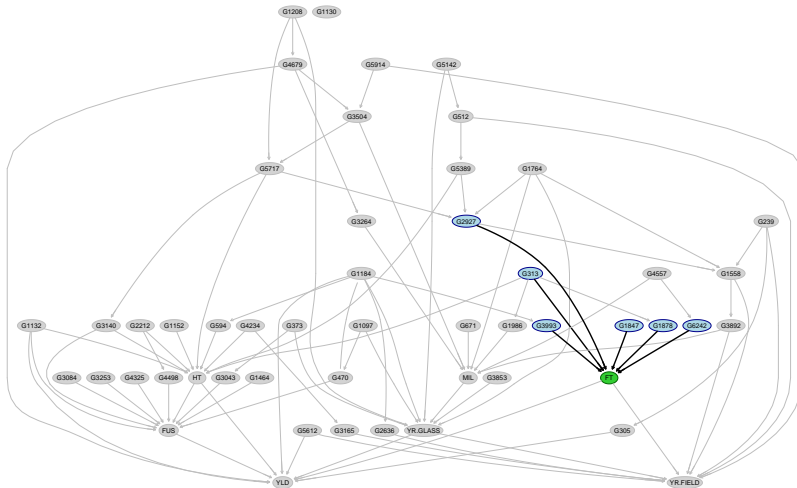 G1208 G1130
G4679 G5914 G5142
G3504 G512
G5717 G5389 G1764
G3264 G2927 G239
G1184 G313 G4557 G1558
G1132 G3140 G2212 G1152 G594 G4234 G373 G1097 G671 G1986 G3993 G1847 G1878 G6242 G3892
G3084 G3253 G4325 G4498 HT G3043 G1464 G470 MIL G3853 FT
FUS G5612 G3165 G2636 YR.GLASS G305
YLD YR.FIELD